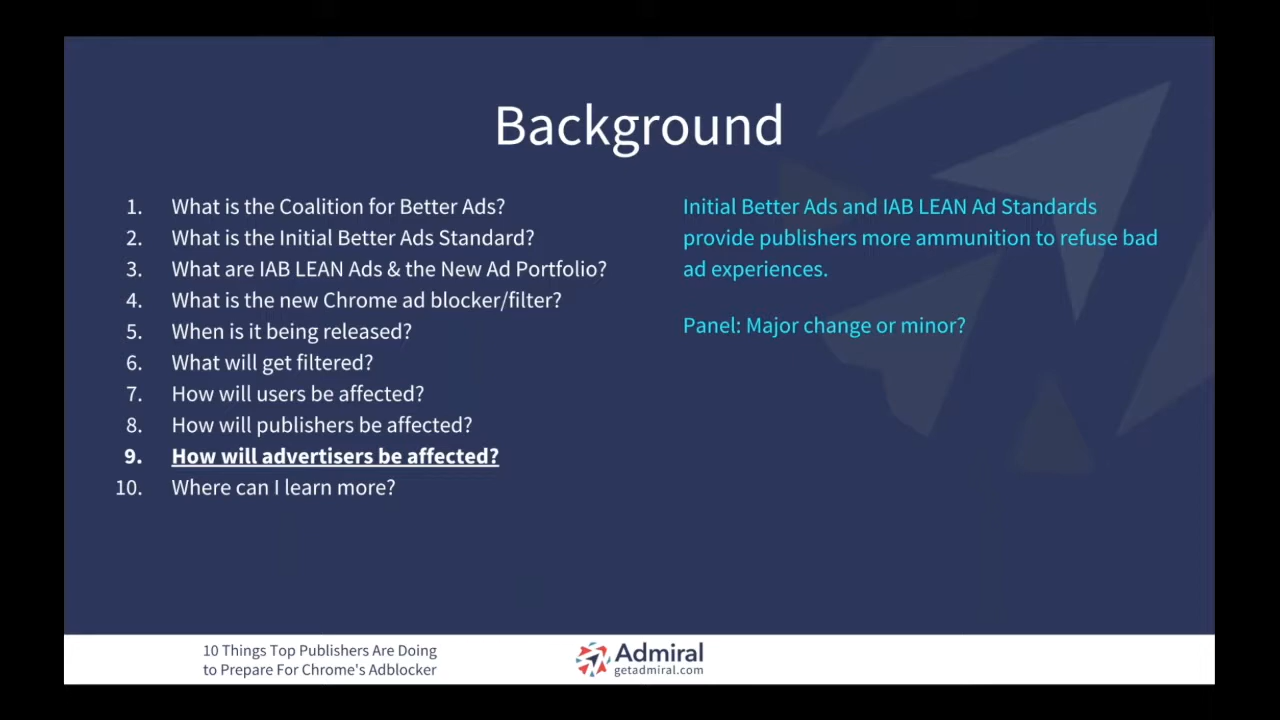 Background
1. What is the Coalition for Better Ads?
2. What is the Initial Better Ads Standard?
3. What are IAB LEAN Ads & the New Ad Portfolio?
4. What is the new Chrome ad blocker/filter?
5. When is it being released?
6. What will get filtered?
7. How will users be affected?
8. How will publishers be affected?
9. How will advertisers be affected?
10. Where can I learn more?
Initial Better Ads and IAB LEAN Ad Standards
provide publishers more ammunition to refuse bad
ad experiences.
Panel: Major change or minor?
10 Things Top Publishers Are Doing
to Prepare For Chrome's Adblocker
Admiral
getadmiral.com